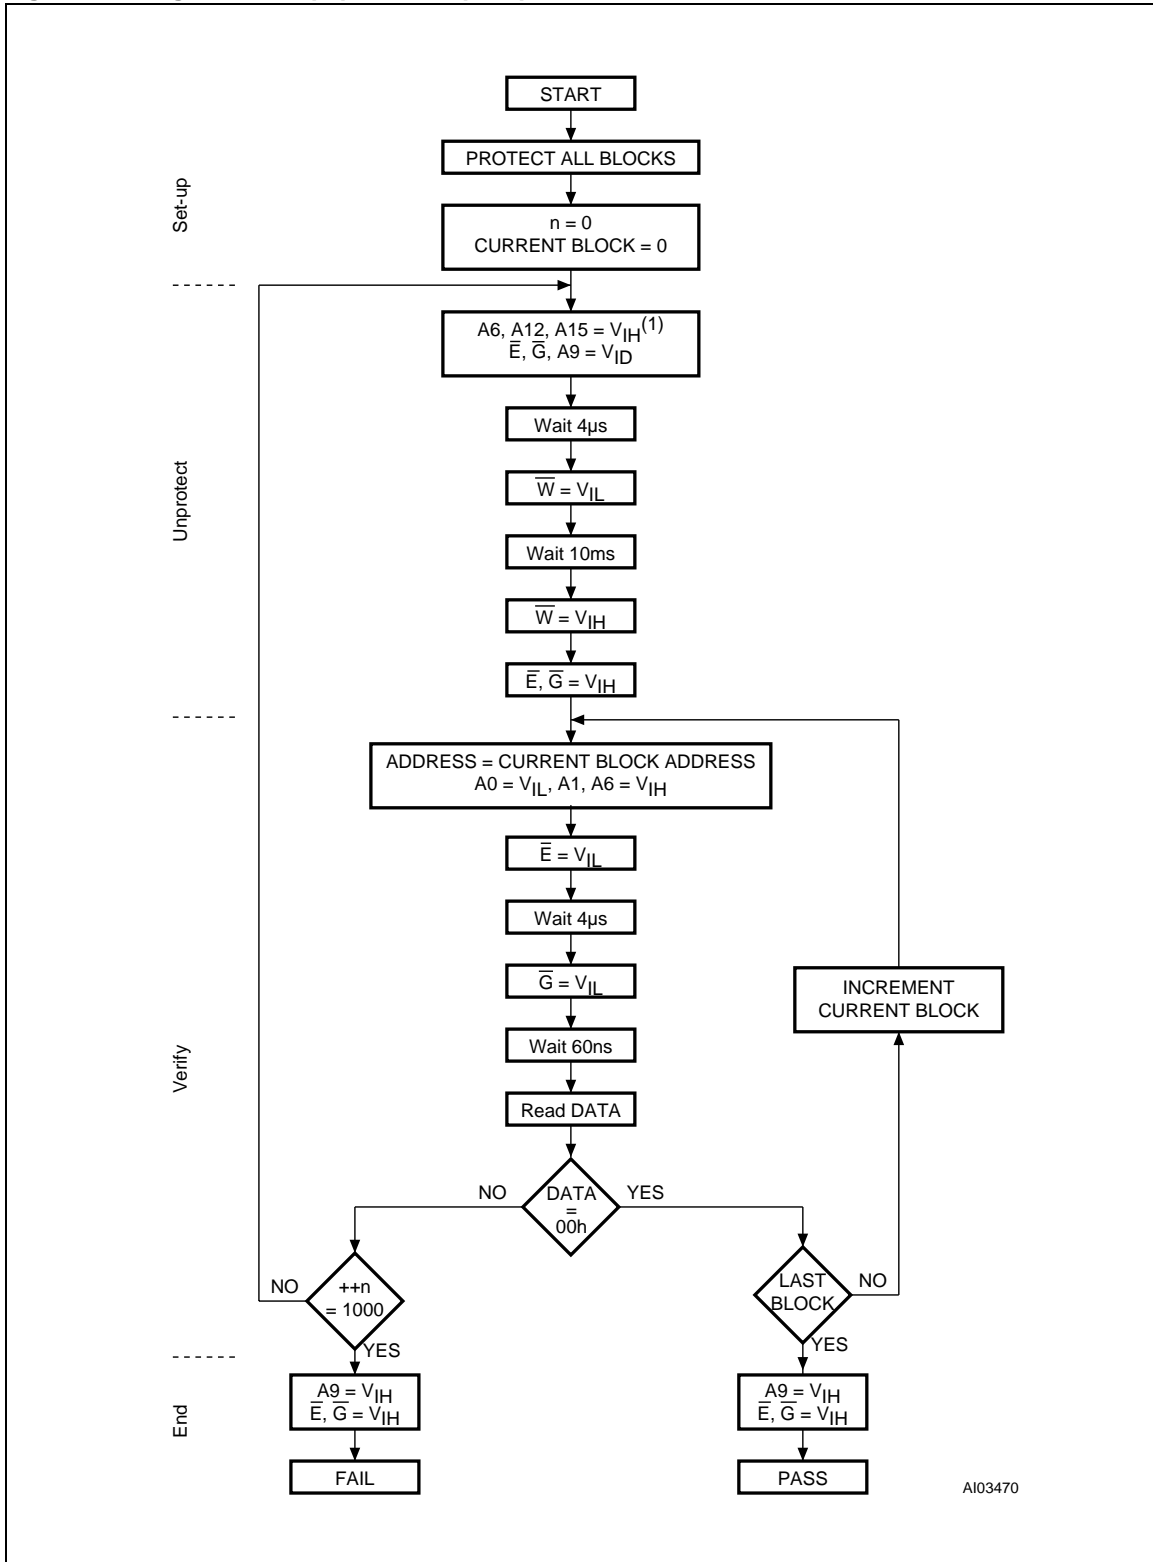 START
PROTECT ALL BLOCKS
Set-up
n = 0
CURRENT BLOCK = 0
A6, A12, A15 = VIH(1)
E̅, G̅, A9 = VID
Wait 4µs
Unprotect
W̅ = VIL
Wait 10ms
W̅ = VIH
E̅, G̅ = VIH
ADDRESS = CURRENT BLOCK ADDRESS
A0 = VIL, A1, A6 = VIH
E̅ = VIL
Wait 4µs
G̅ = VIL
INCREMENT
CURRENT BLOCK
Wait 60ns
Verify
Read DATA
NO
DATA
=
00h
YES
NO
++n
= 1000
YES
LAST
BLOCK
NO
YES
End
A9 = VIH
E̅, G̅ = VIH
A9 = VIH
E̅, G̅ = VIH
FAIL
PASS
AI03470